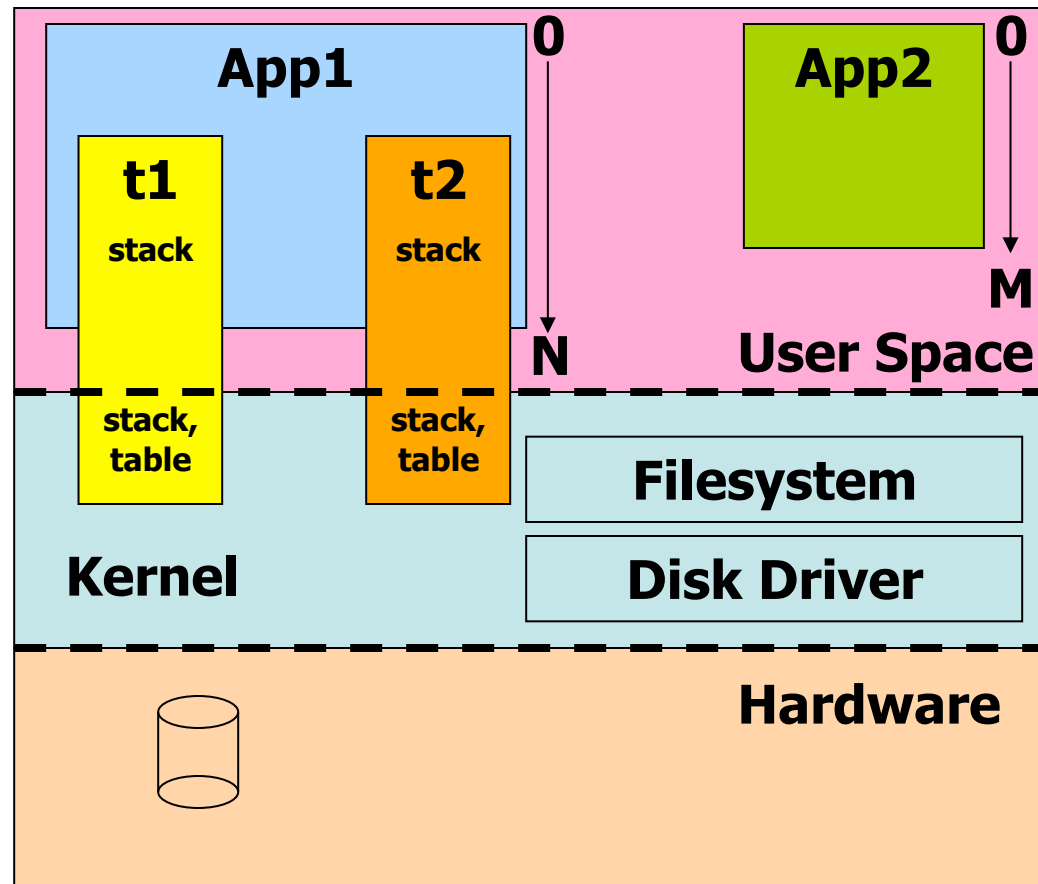 App1
0
App2
0
t1
stack
t2
stack
M
N
User Space
stack,
table
stack,
table
Filesystem
Kernel
Disk Driver
Hardware